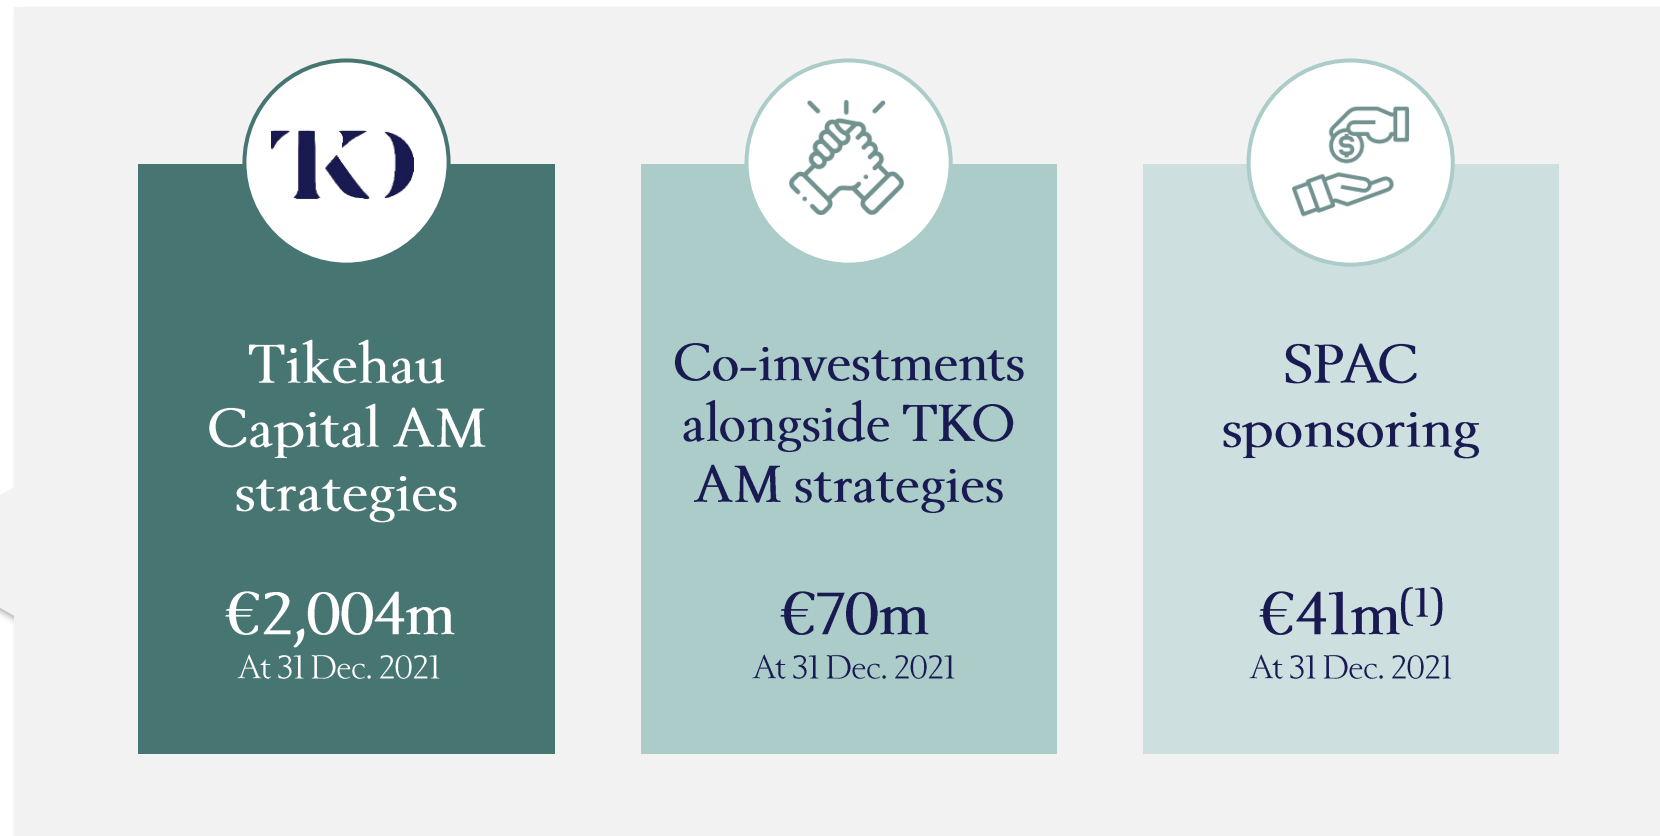 TKO
Tikehau
Capital AM
strategies
€2,004m
At 31 Dec. 2021
Co-investments
alongside TKO
AM strategies
€70m
At 31 Dec. 2021
$
SPAC
sponsoring
€41m(1)
At 31 Dec. 2021